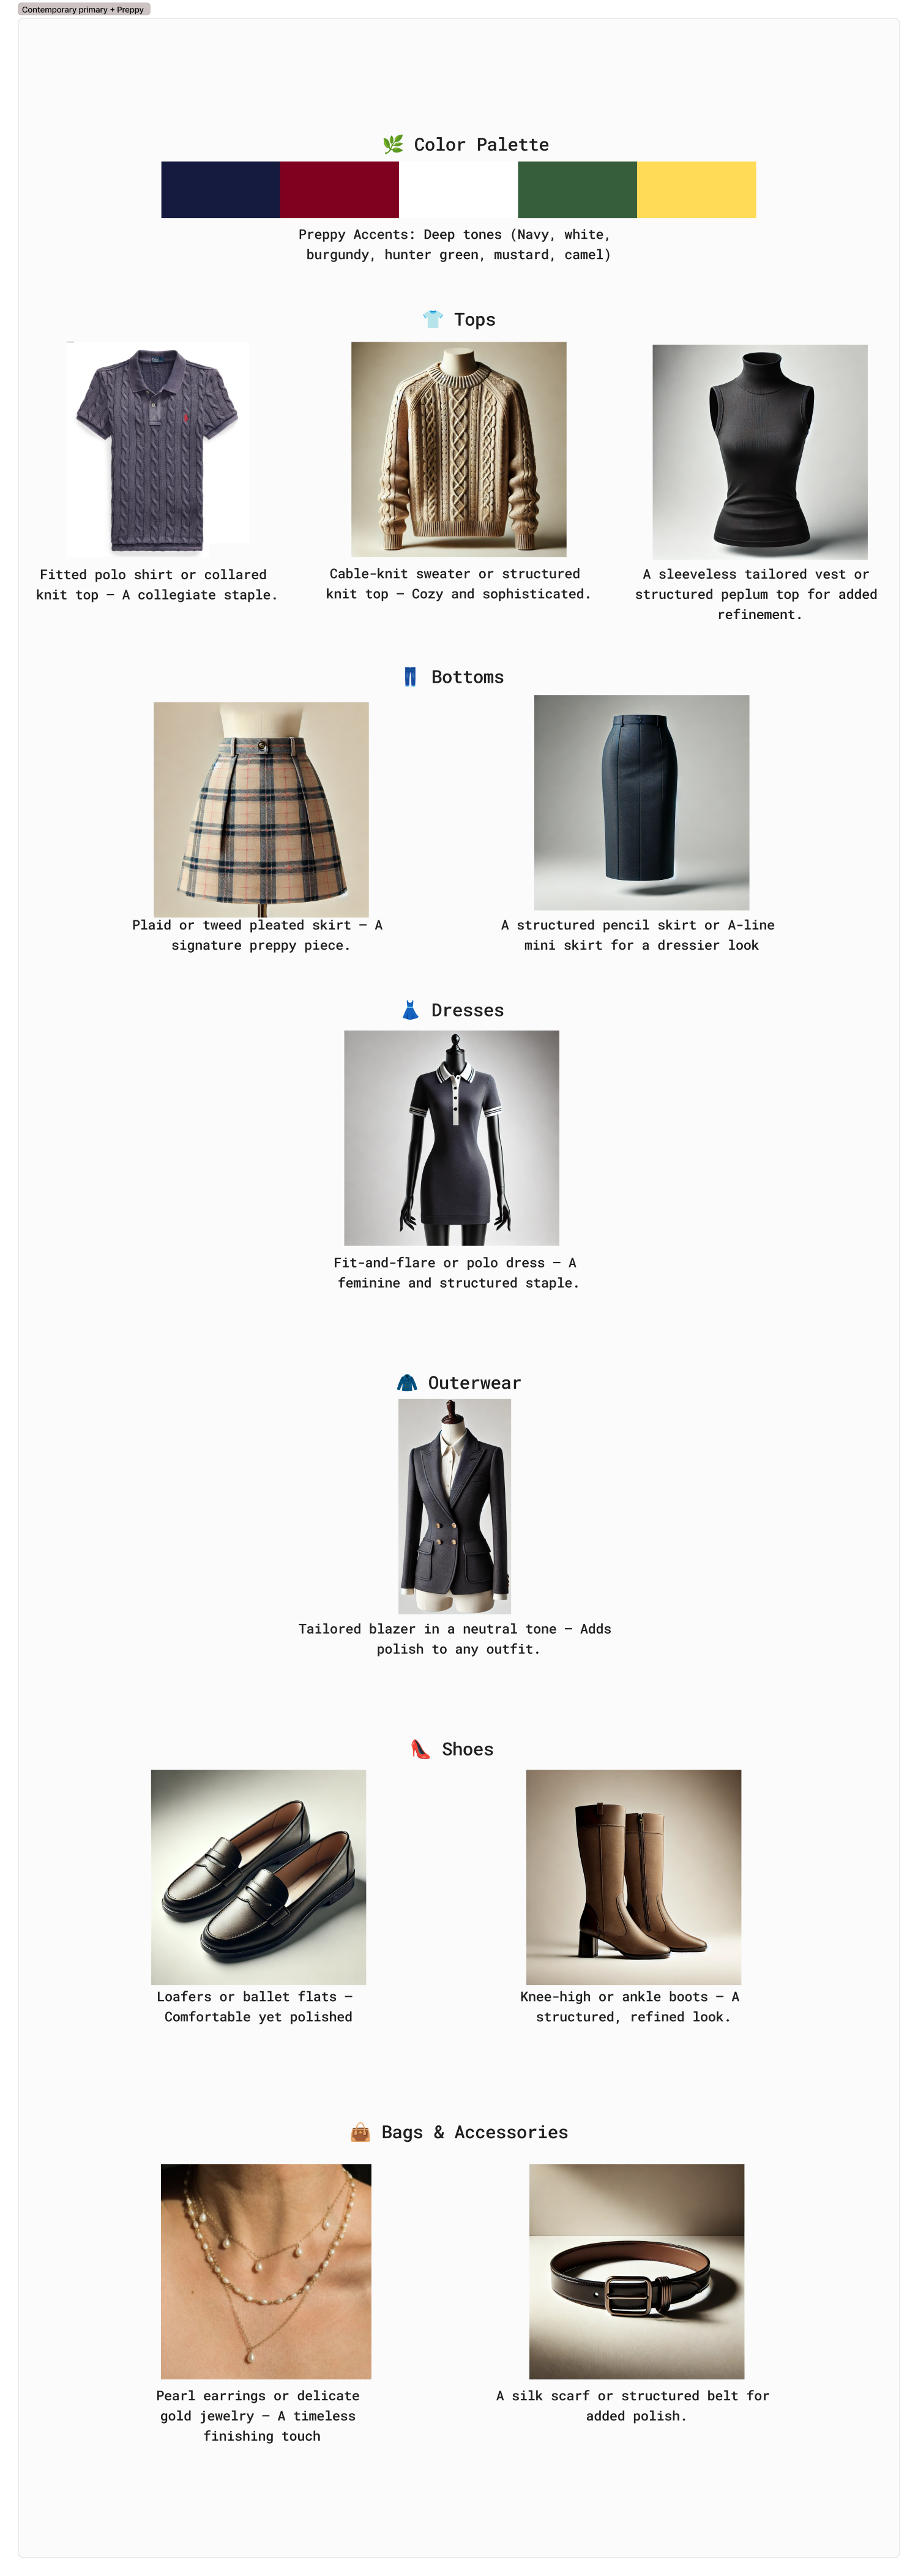 Contemporary primary + Preppy
🌿 Color Palette
Preppy Accents: Deep tones (Navy, white,
burgundy, hunter green, mustard, camel)
👕 Tops
Fitted polo shirt or collared
knit top – A collegiate staple.
Cable-knit sweater or structured
knit top – Cozy and sophisticated.
A sleeveless tailored vest or
structured peplum top for added
refinement.
👖 Bottoms
Plaid or tweed pleated skirt – A
signature preppy piece.
A structured pencil skirt or A-line
mini skirt for a dressier look
👗 Dresses
Fit-and-flare or polo dress – A
feminine and structured staple.
🧥 Outerwear
Tailored blazer in a neutral tone – Adds
polish to any outfit.
👠 Shoes
Loafers or ballet flats –
Comfortable yet polished
Knee-high or ankle boots – A
structured, refined look.
👜 Bags & Accessories
Pearl earrings or delicate
gold jewelry – A timeless
finishing touch
A silk scarf or structured belt for
added polish.